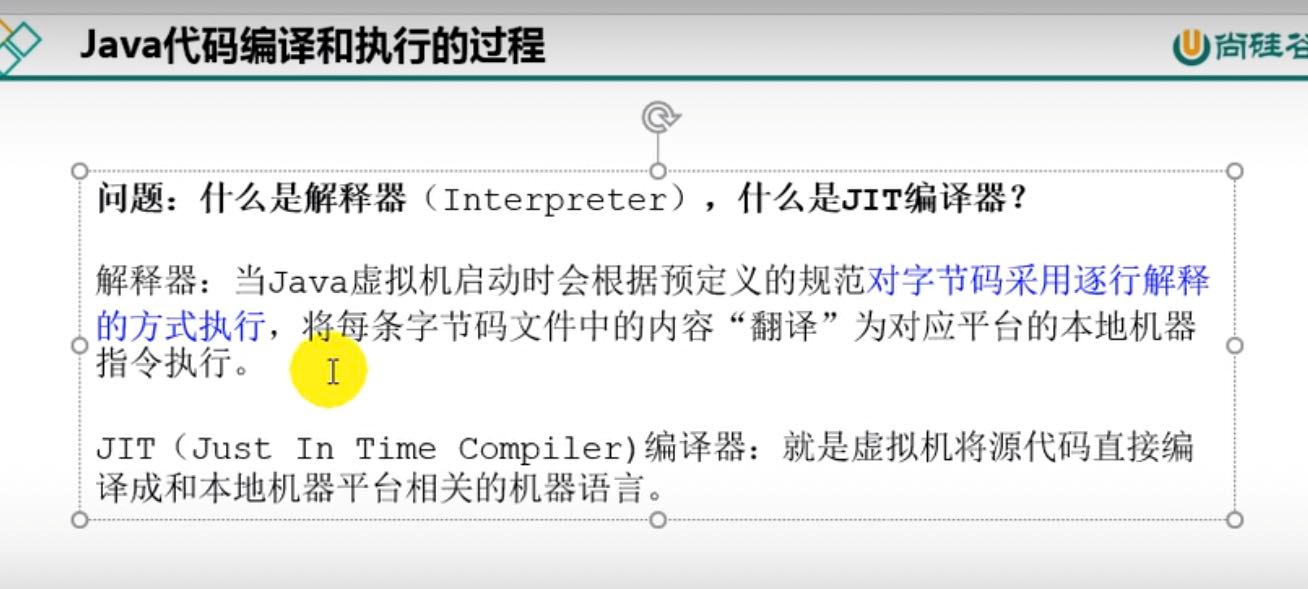 Java代码编译和执行的过程
尚硅谷
问题：什么是解释器（Interpreter），什么是JIT编译器？
解释器：当Java虚拟机启动时会根据预定义的规范对字节码采用逐行解释
的方式执行，将每条字节码文件中的内容“翻译”为对应平台的本地机器
指令执行。
JIT（Just In Time Compiler)编译器：就是虚拟机将源代码直接编
译成和本地机器平台相关的机器语言。